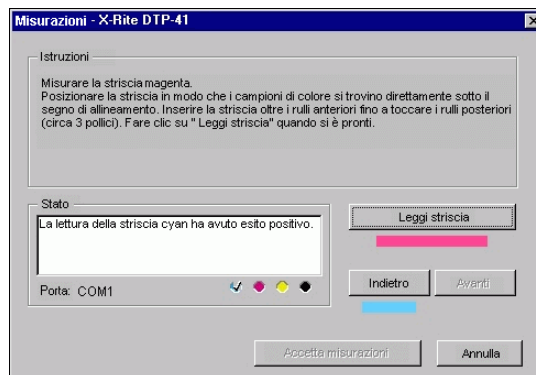 Misurazioni - X-Rite DTP-41
Istruzioni
Misurare la striscia magenta.
Posizionare la striscia in modo che i campioni di colore si trovino direttamente sotto il
segno di allineamento. Inserire la striscia oltre i rulli anteriori fino a toccare i rulli posteriori
(circa 3 pollici). Fare clic su " Leggi striscia" quando si è pronti.
Stato
La lettura della striscia cyan ha avuto esito positivo.
Leggi striscia
Porta: COM1
Indietro
Avanti
Accetta misurazioni
Annulla